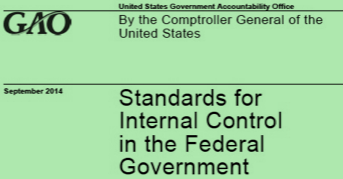 United States Government Accountability Office
GAO
By the Comptroller General of the
United States
September 2014
Standards for
Internal Control
in the Federal
Government